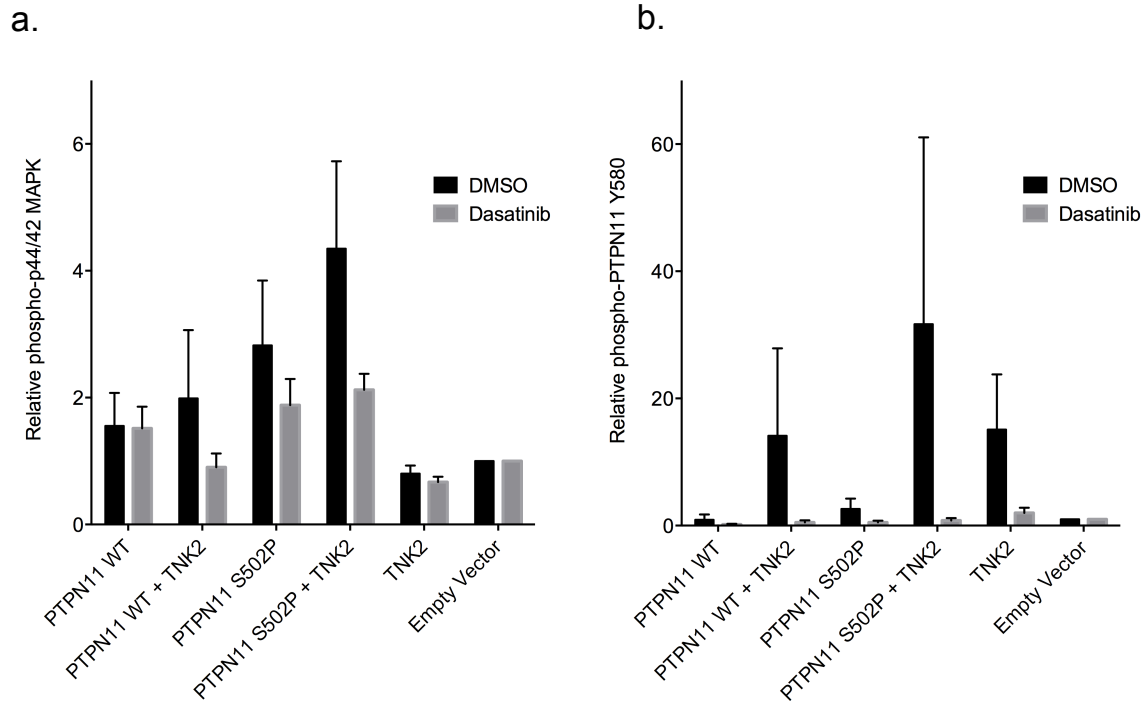 a.
Relative phospho-p44/42 MAPK
6
4
2
0
DMSO
Dasatinib
PTPN11 WT
PTPN11 WT + TNK2
PTPN11 S502P
PTPN11 S502P + TNK2
TNK2
Empty Vector
b.
Relative phospho-PTPN11 Y580
60
40
20
0
DMSO
Dasatinib
PTPN11 WT
PTPN11 WT + TNK2
PTPN11 S502P
PTPN11 S502P + TNK2
TNK2
Empty Vector